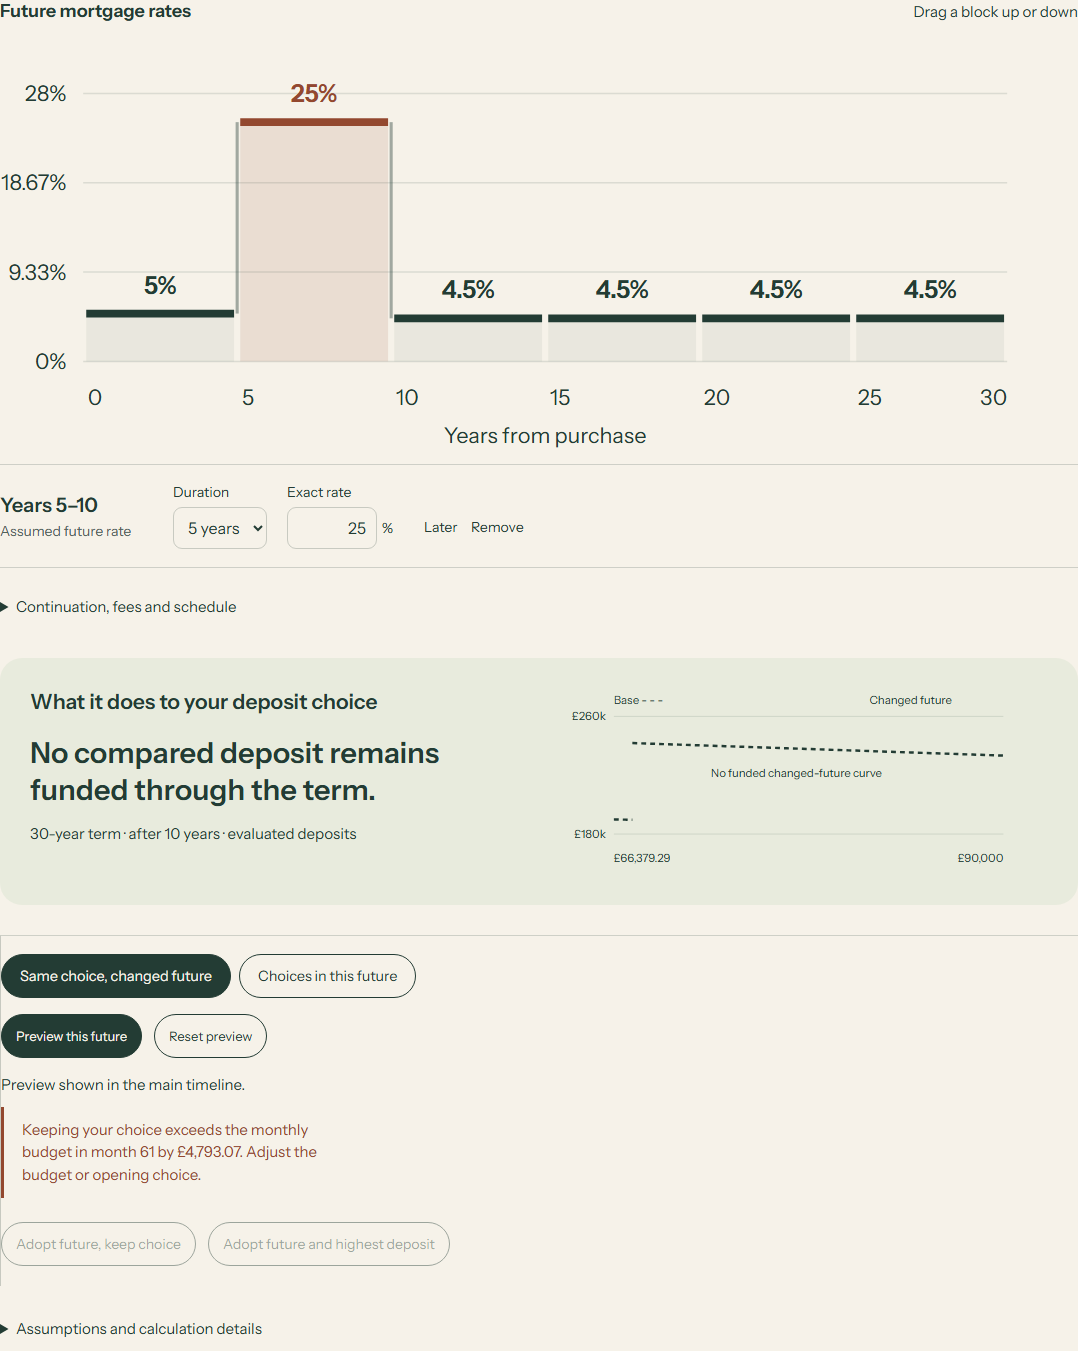 Future mortgage rates
Drag a block up or down
28%
25%
18.67%
9.33%
5%
4.5%
4.5%
4.5%
4.5%
0%
0
5
10
15
20
25
30
Years from purchase
Years 5–10
Assumed future rate
Duration
5 years
Exact rate
25
%
Later
Remove
Continuation, fees and schedule
What it does to your deposit choice
No compared deposit remains
funded through the term.
30-year term · after 10 years · evaluated deposits
Base - - -
Changed future
£260k
No funded changed-future curve
£180k
£66,379.29
£90,000
Same choice, changed future
Choices in this future
Preview this future
Reset preview
Preview shown in the main timeline.
Keeping your choice exceeds the monthly
budget in month 61 by £4,793.07. Adjust the
budget or opening choice.
Adopt future, keep choice
Adopt future and highest deposit
Assumptions and calculation details